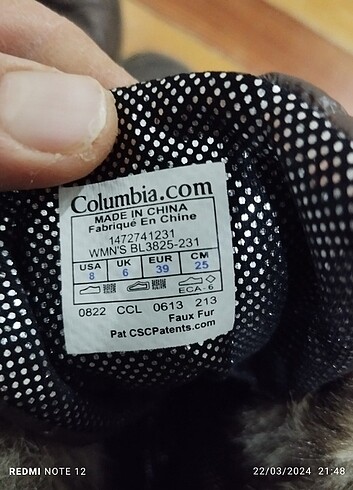 Columbia.com
MADE IN CHINA
Fabriqué En Chine
1472741231
WMN'S BL3825-231
USA UK EUR CM
8 6 39 25
ECA-6
0822 CCL 0613 213
Faux Fur
Pat CSCPatents.com
REDMI NOTE 12 22/03/2024 21:48